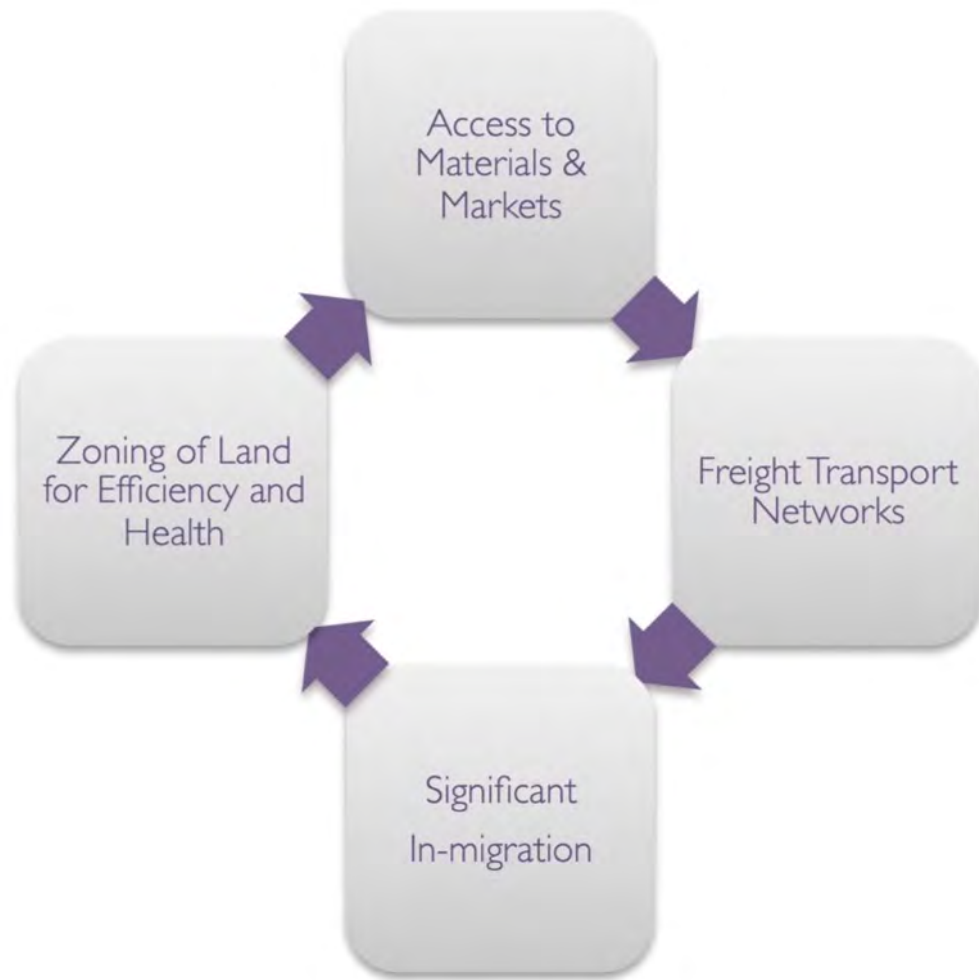 Access to
Materials &
Markets
Freight Transport
Networks
Significant
In-migration
Zoning of Land
for Efficiency and
Health